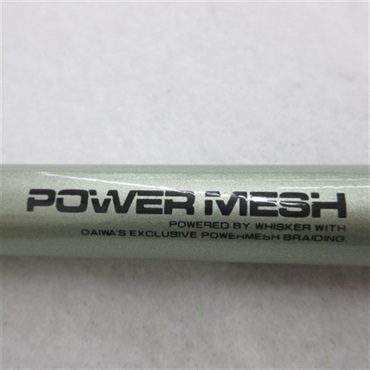 POWER MESH
POWERED BY WHISKER WITH
DAIWA'S EXCLUSIVE POWERMESH BRAIDING